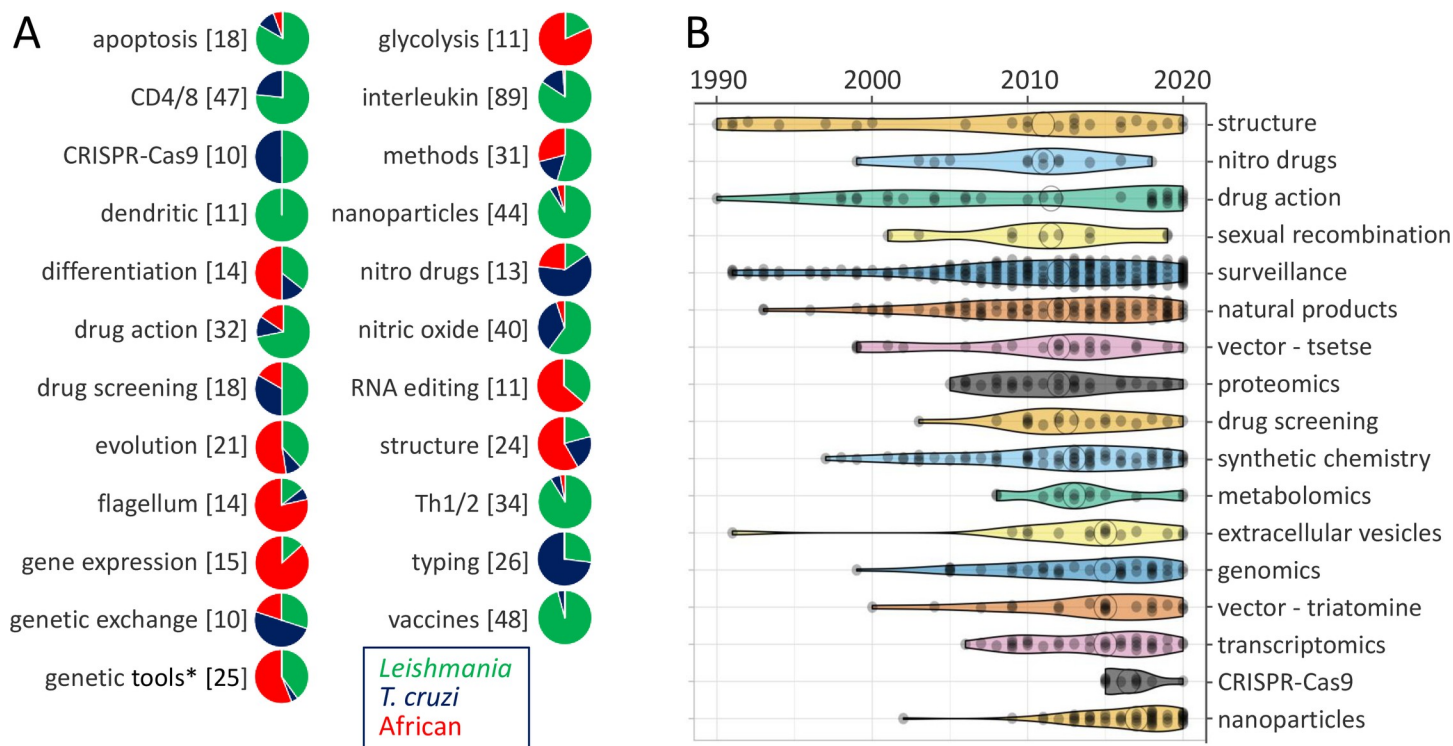 A
apoptosis [18]
CD4/8 [47]
CRISPR-Cas9 [10]
dendritic [11]
differentiation [14]
drug action [32]
drug screening [18]
evolution [21]
flagellum [14]
gene expression [15]
genetic exchange [10]
genetic tools* [25]
glycolysis [11]
interleukin [89]
methods [31]
nanoparticles [44]
nitro drugs [13]
nitric oxide [40]
RNA editing [11]
structure [24]
Th1/2 [34]
typing [26]
vaccines [48]
Leishmania
T. cruzi
African
B
1990 2000 2010 2020
structure
nitro drugs
drug action
sexual recombination
surveillance
natural products
vector - tsetse
proteomics
drug screening
synthetic chemistry
metabolomics
extracellular vesicles
genomics
vector - triatomine
transcriptomics
CRISPR-Cas9
nanoparticles